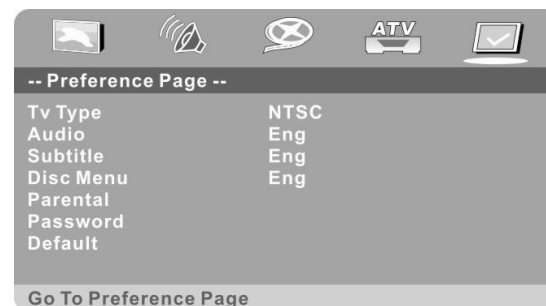 ATV
-- Preference Page --
Tv Type NTSC
Audio Eng
Subtitle Eng
Disc Menu Eng
Parental
Password
Default
Go To Preference Page